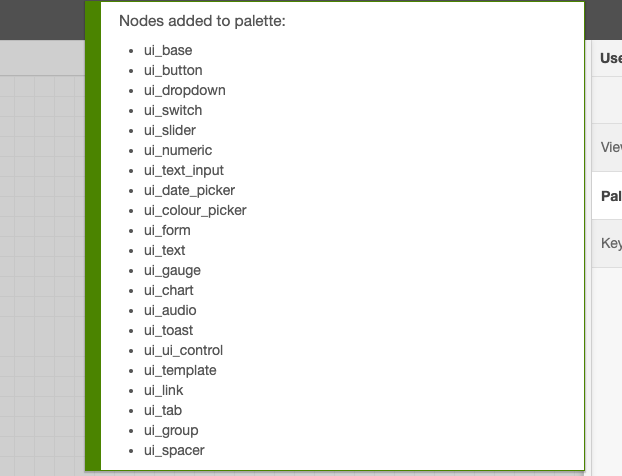 Nodes added to palette:
ui_base
ui_button
ui_dropdown
ui_switch
ui_slider
ui_numeric
ui_text_input
ui_date_picker
ui_colour_picker
ui_form
ui_text
ui_gauge
ui_chart
ui_audio
ui_toast
ui_ui_control
ui_template
ui_link
ui_tab
ui_group
ui_spacer
Use
Vie
Pal
Key